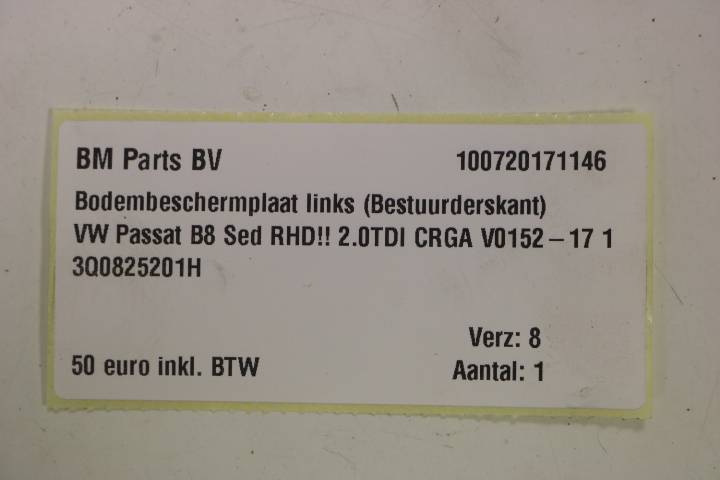 BM Parts BV 100720171146
Bodembeschermplaat links (Bestuurderskant)
VW Passat B8 Sed RHD!! 2.0TDI CRGA V0152-17 1
3Q0825201H
Verz: 8
50 euro inkl. BTW Aantal: 1